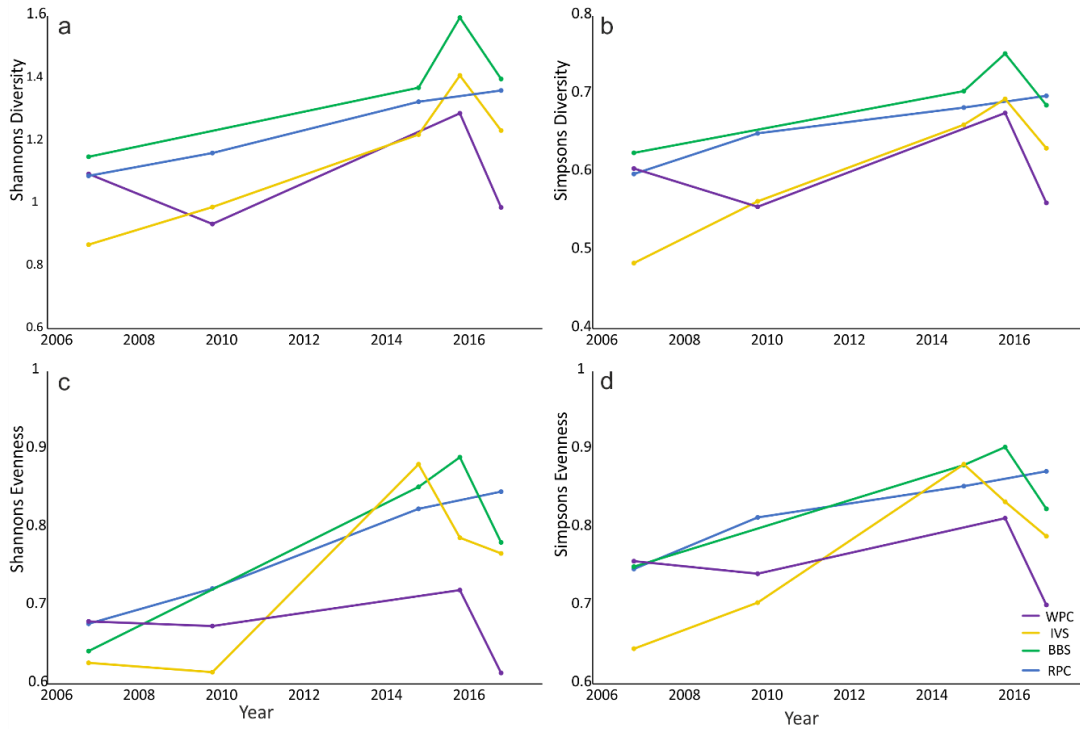 a
Shannons Diversity
1.6
1.4
1.2
1
0.8
0.6
2006 2008 2010 2012 2014 2016
b
Simpsons Diversity
0.8
0.7
0.6
0.5
0.4
2006 2008 2010 2012 2014 2016
c
Shannons Evenness
1
0.9
0.8
0.7
0.6
2006 2008 2010 2012 2014 2016
Year
d
Simpsons Evenness
1
0.9
0.8
0.7
0.6
2006 2008 2010 2012 2014 2016
Year
WPC
IVS
BBS
RPC